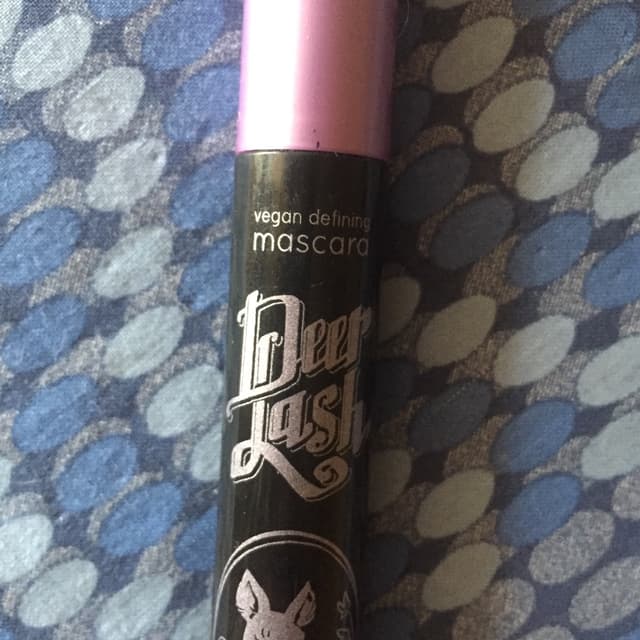 vegan defining
mascara
Deer
Lash